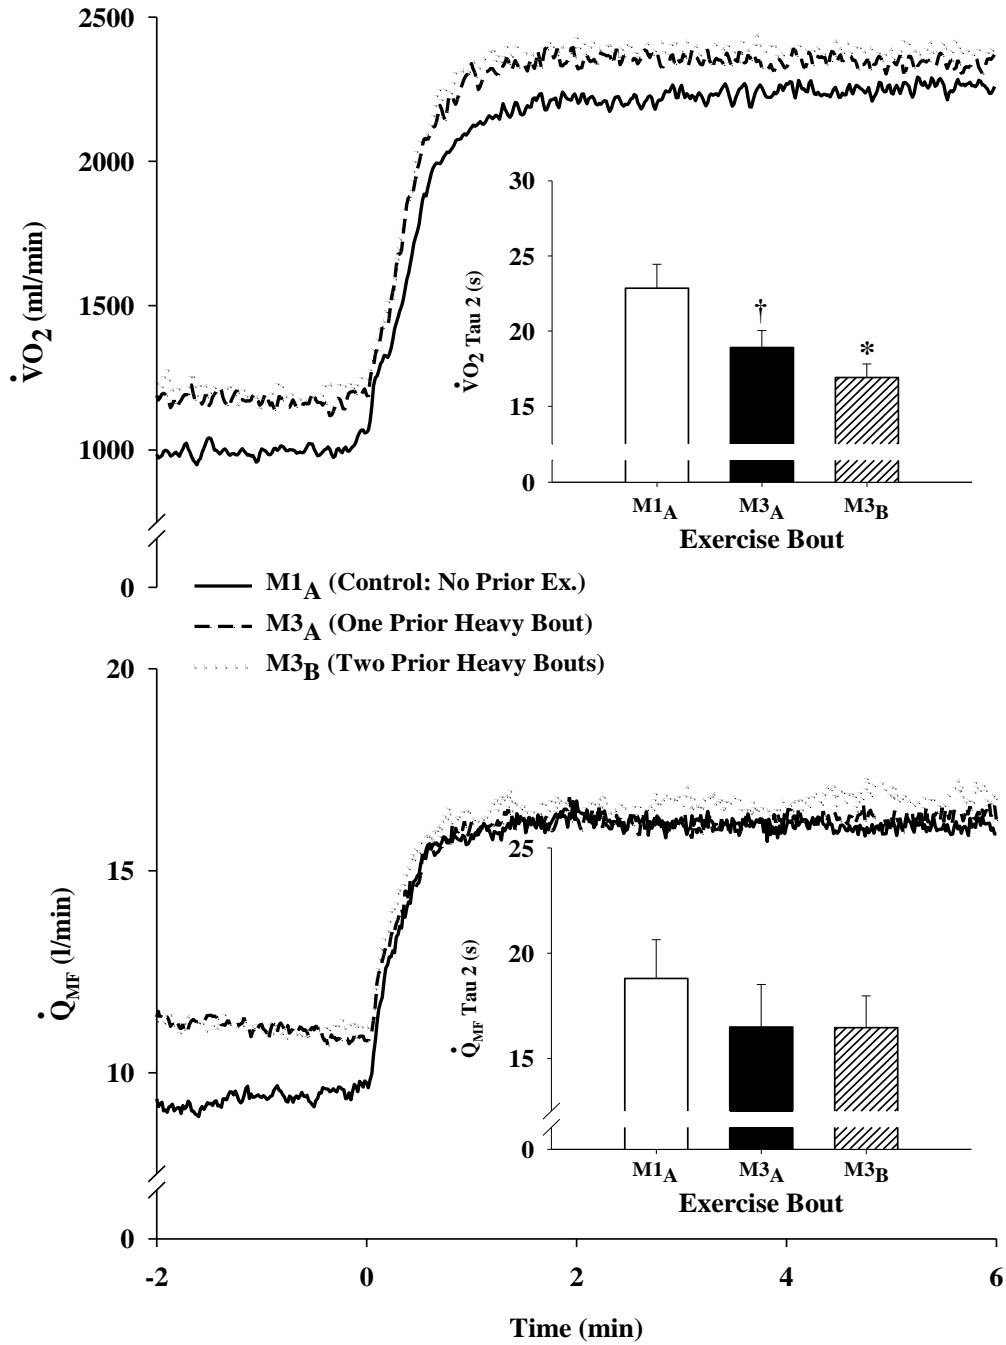 2500
2000
1500
1000
0
V̇O2 (ml/min)
30
25
20
15
0
V̇O2 Tau 2 (s)
†
*
M1A M3A M3B
Exercise Bout
M1A (Control: No Prior Ex.)
M3A (One Prior Heavy Bout)
M3B (Two Prior Heavy Bouts)
20
15
10
0
Q̇MF (l/min)
25
20
15
0
Q̇MF Tau 2 (s)
M1A M3A M3B
Exercise Bout
-2 0 2 4 6
Time (min)